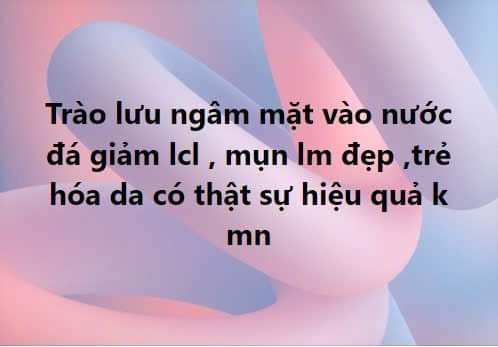 Trào lưu ngâm mặt vào nước
đá giảm lcl , mụn lm đẹp ,trẻ
hóa da có thật sự hiệu quả k
mn